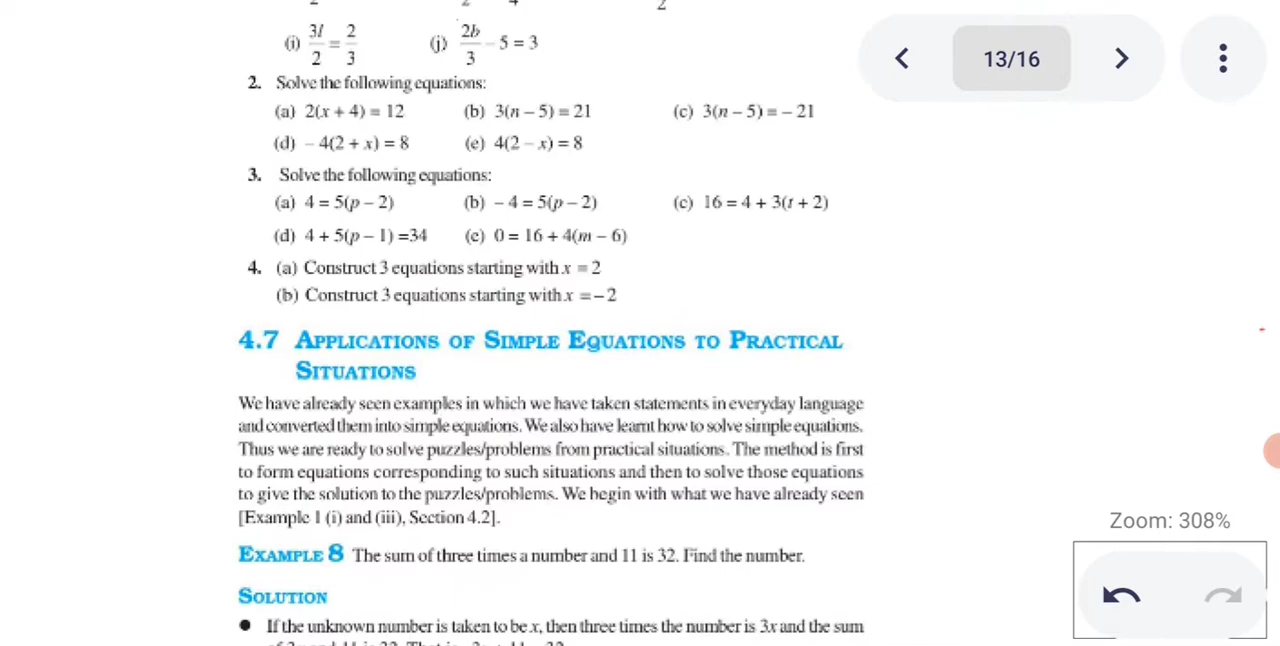 (i) 3l/2 = 2/3 (j) 2b/3 – 5 = 3
2. Solve the following equations:
(a) 2(x + 4) = 12 (b) 3(n – 5) = 21 (c) 3(n – 5) = – 21
(d) – 4(2 + x) = 8 (e) 4(2 – x) = 8
3. Solve the following equations:
(a) 4 = 5(p – 2) (b) – 4 = 5(p – 2) (c) 16 = 4 + 3(t + 2)
(d) 4 + 5(p – 1) =34 (e) 0 = 16 + 4(m – 6)
4. (a) Construct 3 equations starting with x = 2
(b) Construct 3 equations starting with x = – 2
4.7 APPLICATIONS OF SIMPLE EQUATIONS TO PRACTICAL
SITUATIONS
We have already seen examples in which we have taken statements in everyday language
and converted them into simple equations. We also have learnt how to solve simple equations.
Thus we are ready to solve puzzles/problems from practical situations. The method is first
to form equations corresponding to such situations and then to solve those equations
to give the solution to the puzzles/problems. We begin with what we have already seen
[Example 1 (i) and (iii), Section 4.2].
EXAMPLE 8 The sum of three times a number and 11 is 32. Find the number.
SOLUTION
● If the unknown number is taken to be x, then three times the number is 3x and the sum
13/16
Zoom: 308%